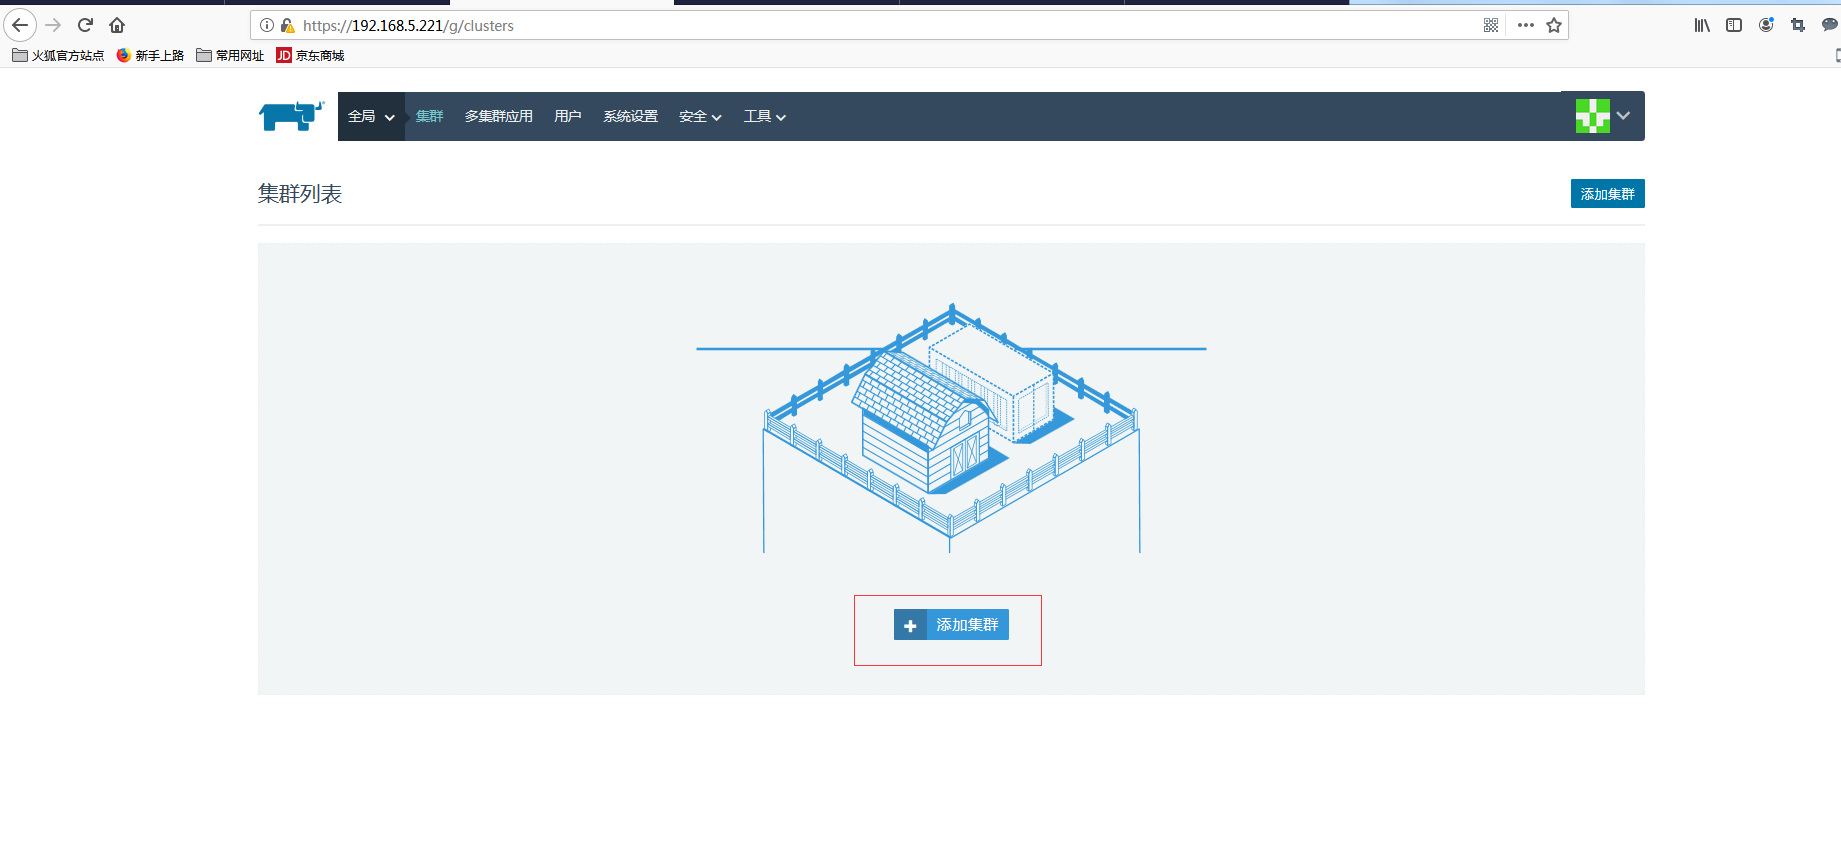 https://192.168.5.221/g/clusters
火狐官方站点 新手上路 常用网址 JD 京东商城
全局 集群 多集群应用 用户 系统设置 安全 工具
集群列表
添加集群
添加集群